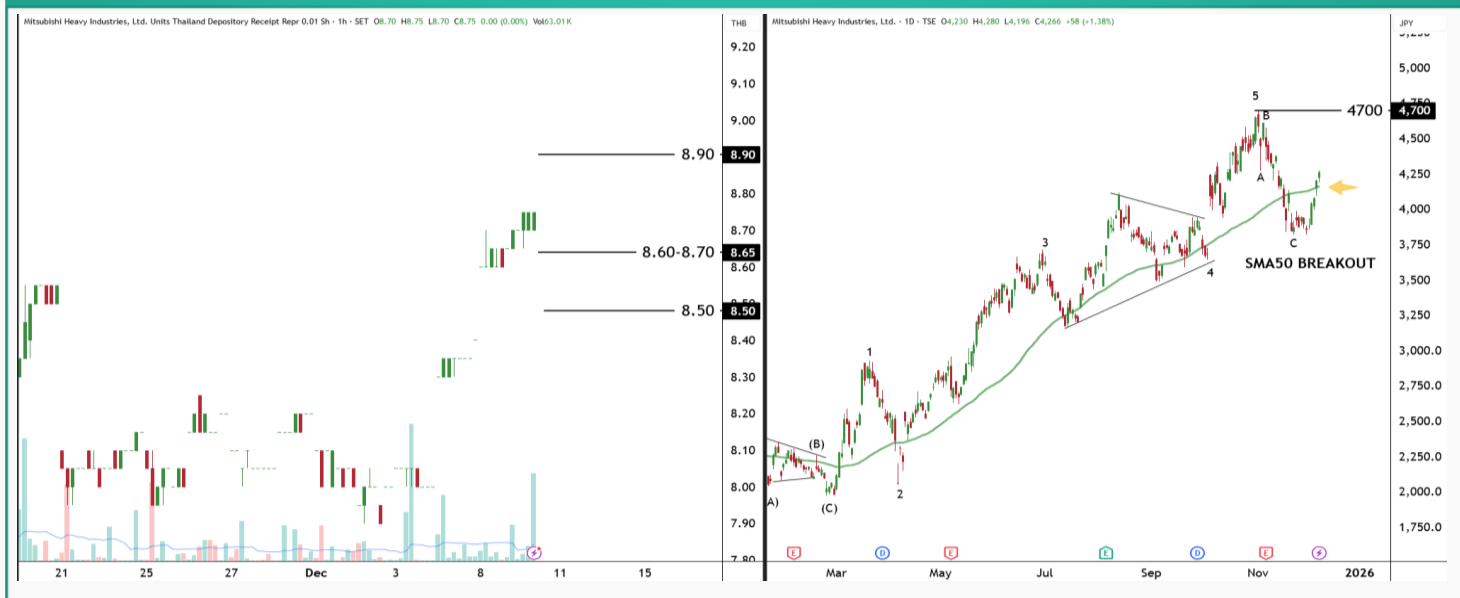 Mitsubishi Heavy Industries, Ltd. Units Thailand Depository Receipt Repr 0.01 Sh · 1h · SET O8.70 H8.75 L8.70 C8.75 0.00 (0.00%) Vol63.01 K
THB
9.20
9.10
9.00
8.90 8.90
8.80
8.70
8.60-8.70 8.65
8.60
8.50 8.50
8.40
8.30
8.20
8.10
8.00
7.90
7.80
21 25 27 Dec 3 8 11 15
Mitsubishi Heavy Industries, Ltd. · 1D · TSE O4,230 H4,280 L4,196 C4,266 +58 (+1.38%)
JPY
5,000
5
4700 4,700
B
4,500
A
4,250
4,000
3
C
3,750
SMA50 BREAKOUT
4
3,500
3,250
1
3,000.0
2,750.0
2,500.0
(B)
2,250.0
A)
(C)
2
2,000.0
1,750.0
E D E E D E
Mar May Jul Sep Nov 2026